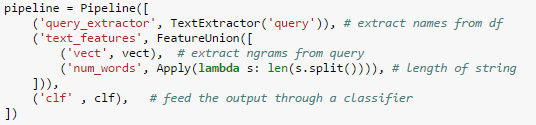 pipeline = Pipeline([
    ('query_extractor', TextExtractor('query')), # extract names from df
    ('text_features', FeatureUnion([
        ('vect', vect),  # extract ngrams from query
        ('num_words', Apply(lambda s: len(s.split()))), # length of string
    ])),
    ('clf' , clf),   # feed the output through a classifier
])